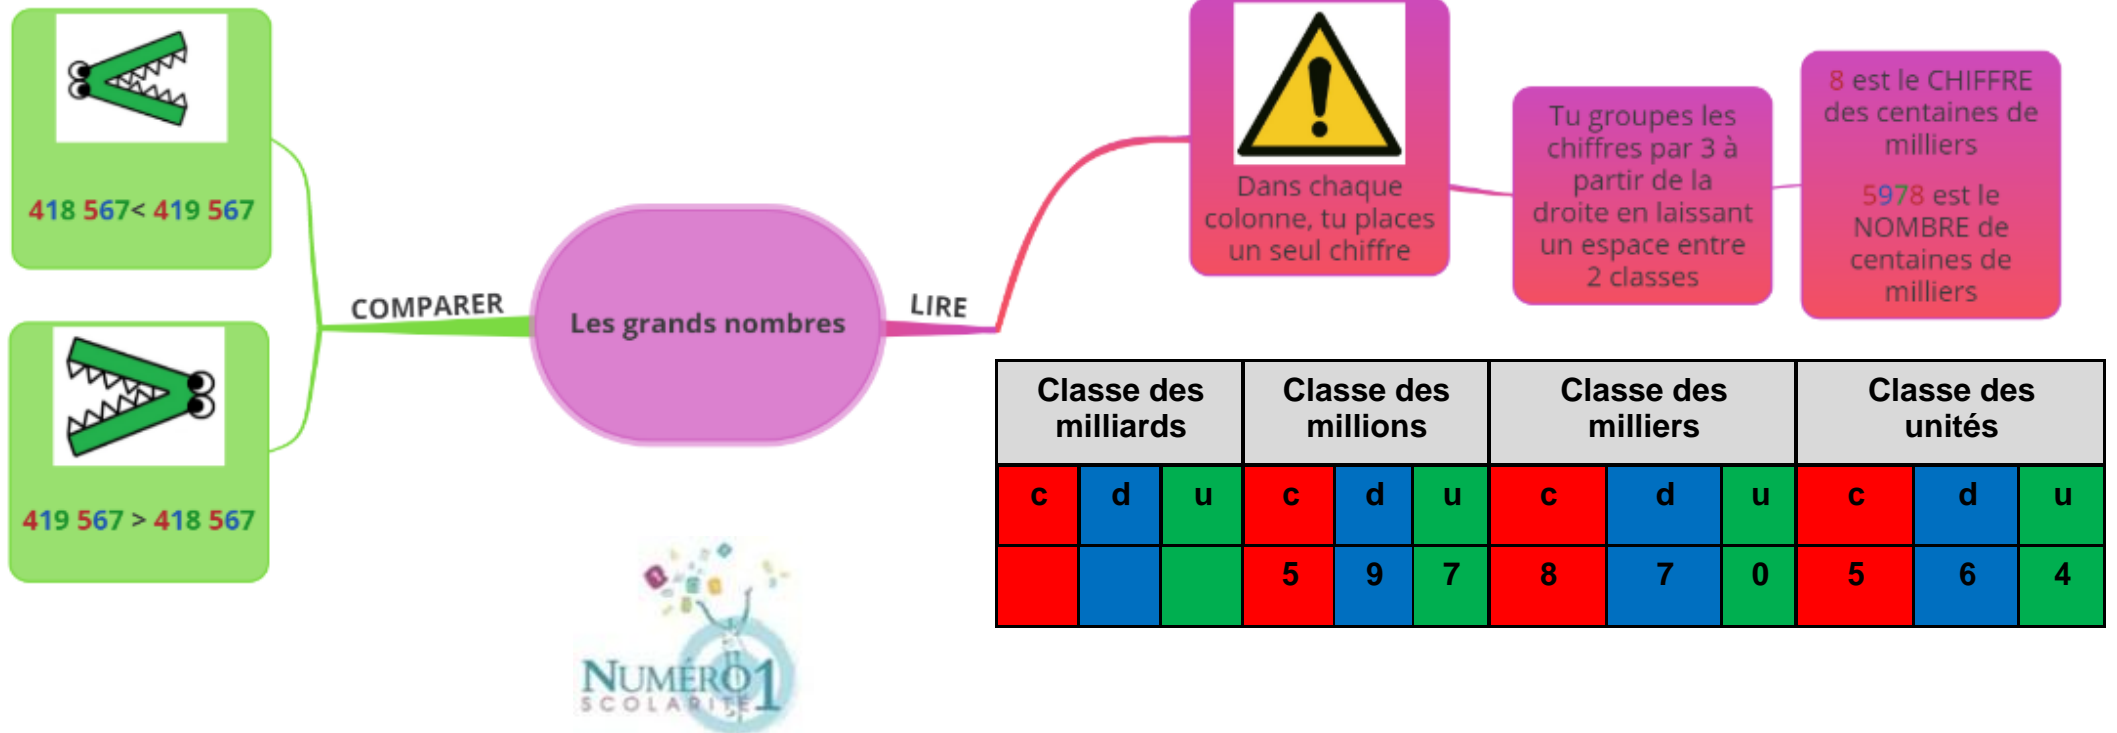 418 567< 419 567
419 567 > 418 567
COMPARER
Les grands nombres
LIRE
Dans chaque
colonne, tu places
un seul chiffre
Tu groupes les
chiffres par 3 à
partir de la
droite en laissant
un espace entre
2 classes
8 est le CHIFFRE
des centaines de
milliers
5978 est le
NOMBRE de
centaines de
milliers
Classe des milliards Classe des millions Classe des milliers Classe des unités
c d u c d u c d u c d u
5 9 7 8 7 0 5 6 4
NUMÉRO1
SCOLARITÉ